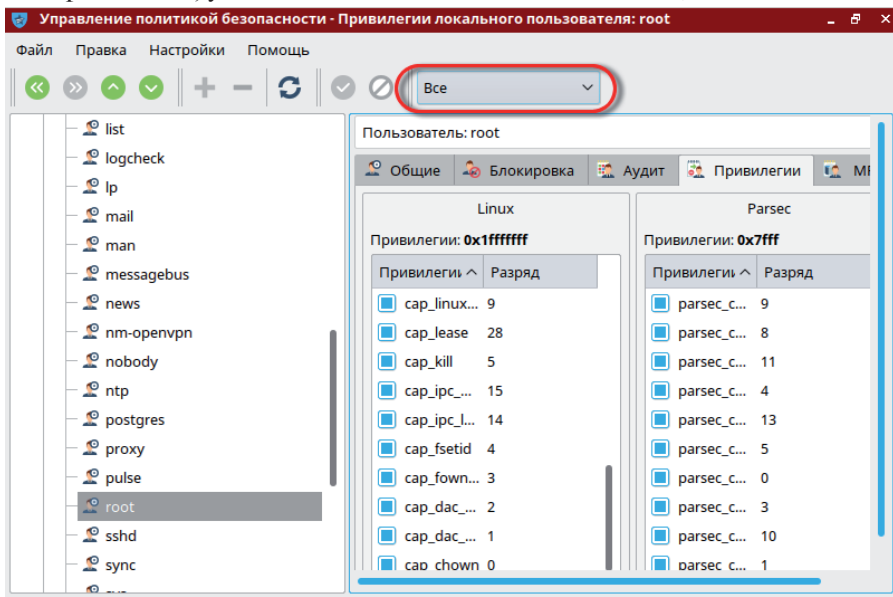 Управление политикой безопасности - Привилегии локального пользователя: root
Файл Правка Настройки Помощь
Все
list
logcheck
lp
mail
man
messagebus
news
nm-openvpn
nobody
ntp
postgres
proxy
pulse
root
sshd
sync
Пользователь: root
Общие Блокировка Аудит Привилегии
Linux
Привилегии: 0x1fffffff
Привилегии Разряд
cap_linux... 9
cap_lease 28
cap_kill 5
cap_ipc_... 15
cap_ipc_l... 14
cap_fsetid 4
cap_fown... 3
cap_dac_... 2
cap_dac_... 1
cap_chown 0
Parsec
Привилегии: 0x7fff
Привилегии Разряд
parsec_c... 9
parsec_c... 8
parsec_c... 11
parsec_c... 4
parsec_c... 13
parsec_c... 5
parsec_c... 0
parsec_c... 3
parsec_c... 10
parsec_c... 1